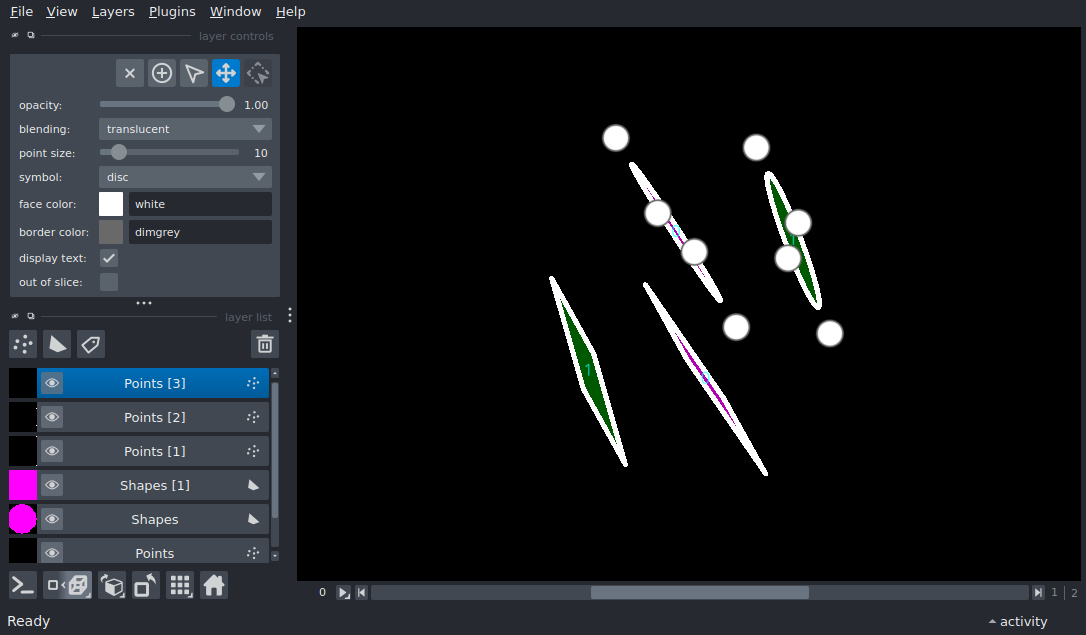 File View Layers Plugins Window Help
layer controls
opacity: 1.00
blending: translucent
point size: 10
symbol: disc
face color: white
border color: dimgrey
display text:
out of slice:
layer list
Points [3]
Points [2]
Points [1]
Shapes [1]
Shapes
Points
0 1 2
Ready activity
1